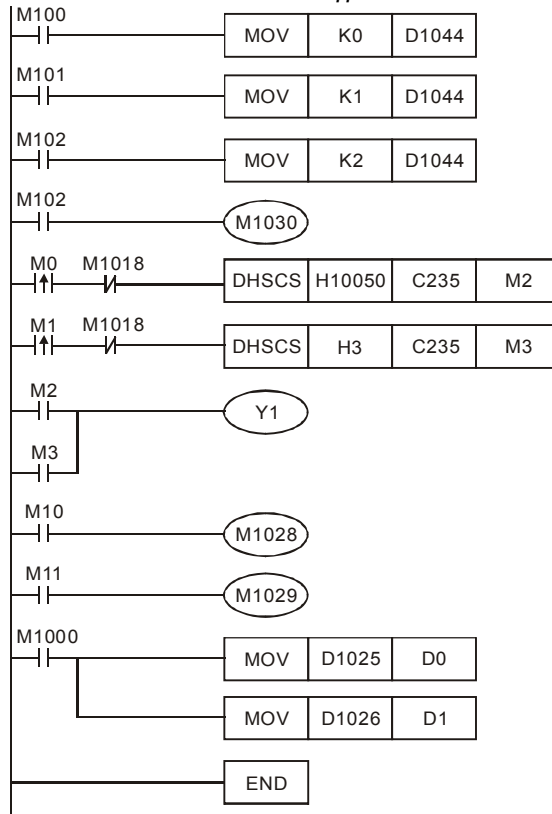 M100
MOV K0 D1044
M101
MOV K1 D1044
M102
MOV K2 D1044
M102
M1030
M0 M1018
DHSCS H10050 C235 M2
M1 M1018
DHSCS H3 C235 M3
M2
Y1
M3
M10
M1028
M11
M1029
M1000
MOV D1025 D0
MOV D1026 D1
END